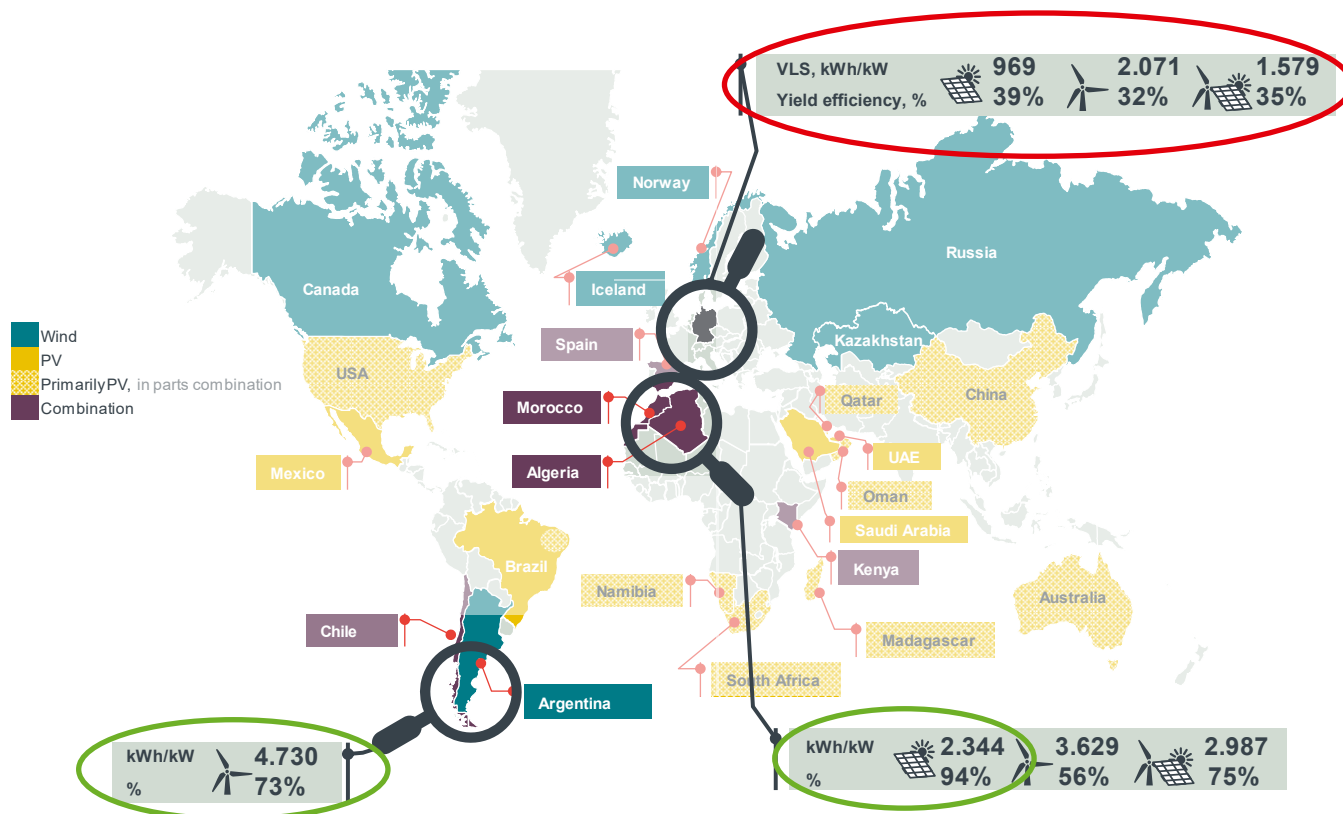 VLS, kWh/kW 969 2.071 1.579
Yield efficiency, % 39% 32% 35%
Norway
Russia
Canada
Iceland
Wind
PV
PrimarilyPV, in parts combination
Combination
Spain
Kazakhstan
USA
China
Qatar
Morocco
UAE
Mexico
Algeria
Oman
Saudi Arabia
Brazil
Kenya
Namibia
Australia
Chile
Madagascar
South Africa
Argentina
kWh/kW 4.730
% 73%
kWh/kW 2.344 3.629 2.987
% 94% 56% 75%